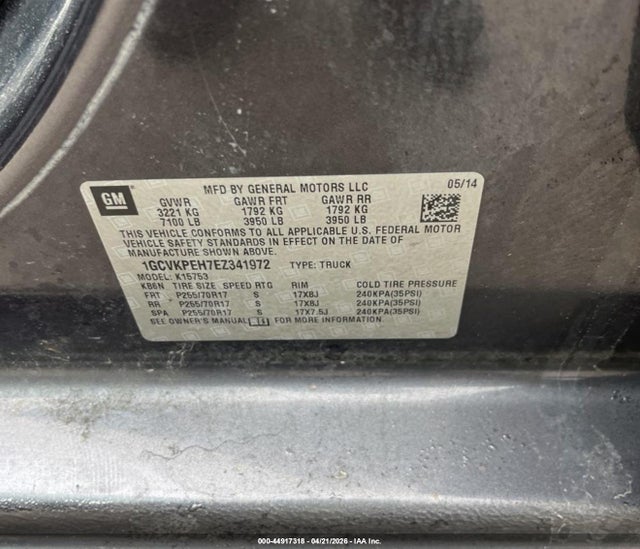 GM
MFD BY GENERAL MOTORS LLC 05/14
GVWR GAWR FRT GAWR RR
3221 KG 1792 KG 1792 KG
7100 LB 3950 LB 3950 LB
THIS VEHICLE CONFORMS TO ALL APPLICABLE U.S. FEDERAL MOTOR
VEHICLE SAFETY STANDARDS IN EFFECT ON THE DATE OF
MANUFACTURE SHOWN ABOVE.
1GCVKPEH7EZ341972 TYPE: TRUCK
MODEL: K15753
KB6N TIRE SIZE SPEED RTG RIM COLD TIRE PRESSURE
FRT P255/70R17 S 17X8J 240KPA(35PSI)
RR P255/70R17 S 17X8J 240KPA(35PSI)
SPA P255/70R17 S 17X7.5J 240KPA(35PSI)
SEE OWNER'S MANUAL FOR MORE INFORMATION.
000-44917318 - 04/21/2026 - IAA Inc.